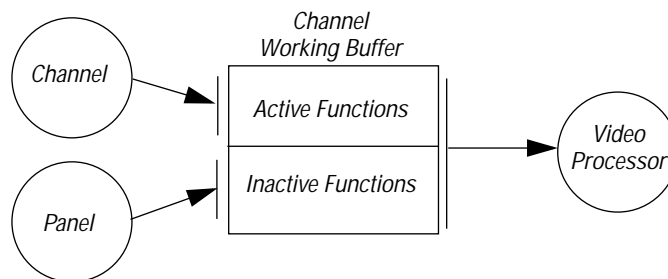 Channel
Working Buffer
Channel
Active Functions
Inactive Functions
Panel
Video
Processor